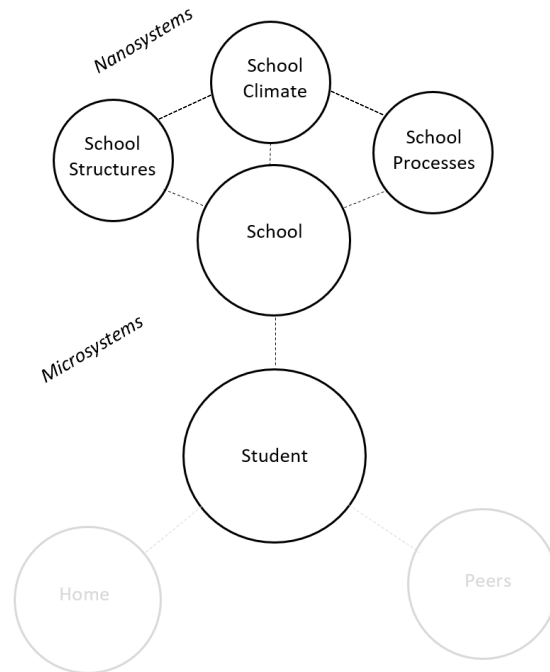 Nanosystems
School
Climate
School
Structures
School
Processes
School
Microsystems
Student
Home
Peers